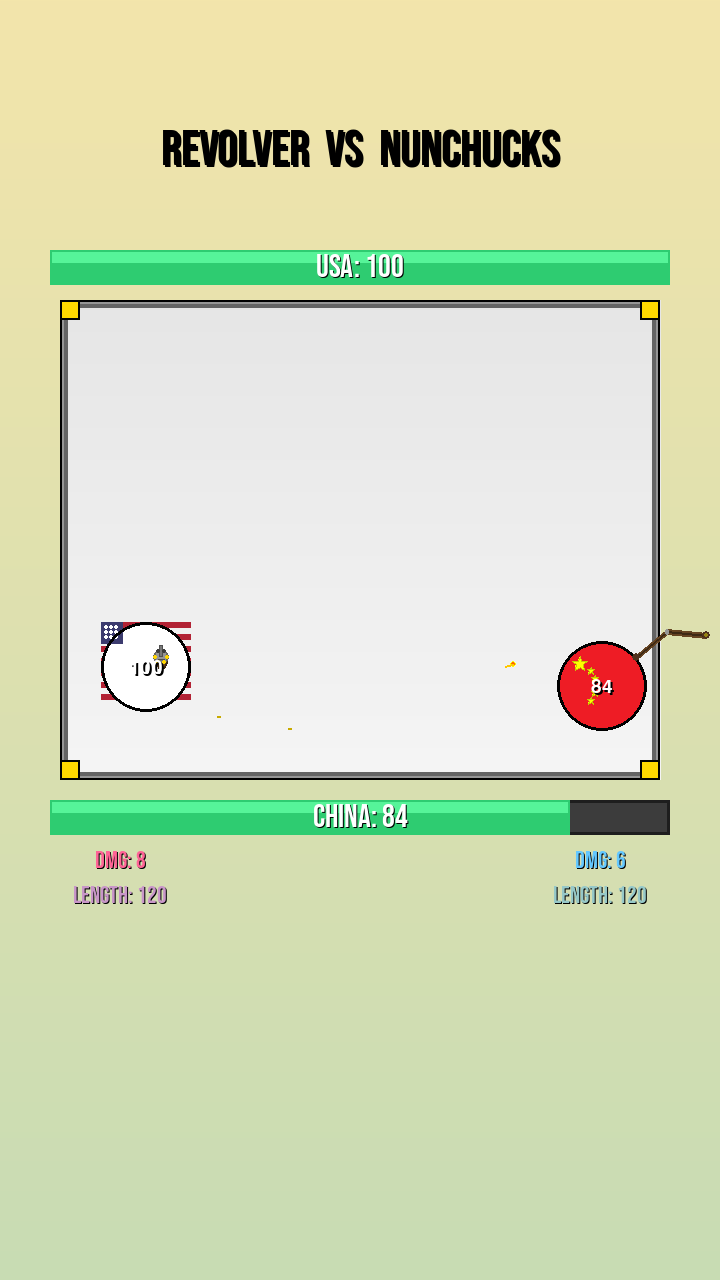 REVOLVER VS NUNCHUCKS
USA: 100
100
84
CHINA: 84
DMG: 8
DMG: 6
LENGTH: 120
LENGTH: 120